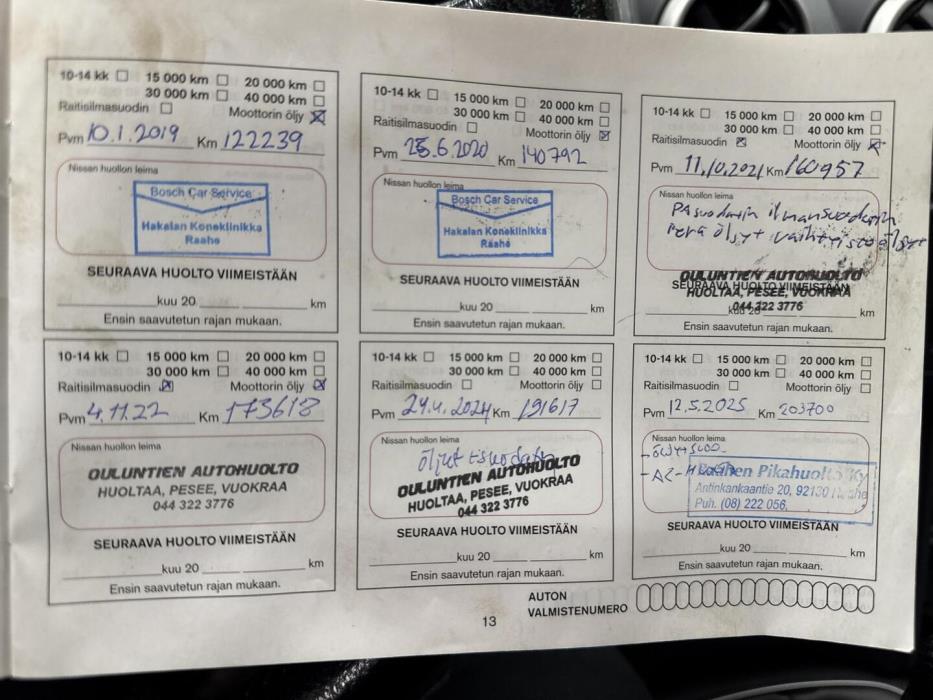 10-14 kk 15 000 km 20 000 km
30 000 km 40 000 km
Raitisilmasuodin Moottorin öljy
Pvm 10.1.2019 Km 122239
Nissan huollon leima
Bosch Car Service
Hakalan Koneklinikka
Raahe
SEURAAVA HUOLTO VIIMEISTÄÄN
kuu 20 km
Ensin saavutetun rajan mukaan.
10-14 kk 15 000 km 20 000 km
30 000 km 40 000 km
Raitisilmasuodin Moottorin öljy
Pvm 25.6.2020 Km 140792
Nissan huollon leima
Bosch Car Service
Hakalan Koneklinikka
Raahe
SEURAAVA HUOLTO VIIMEISTÄÄN
kuu 20 km
Ensin saavutetun rajan mukaan.
10-14 kk 15 000 km 20 000 km
30 000 km 40 000 km
Raitisilmasuodin Moottorin öljy
Pvm 11.10.2021 Km 160957
Nissan huollon leima
ilmansuodatin
Perä öljyt vaihteistoöljyt
OULUNTIEN AUTOHUOLTO
SEURAAVA HUOLTO VIIMEISTÄÄN
HUOLTAA, PESEE, VUOKRAA
044 322 3776
kuu 20 km
Ensin saavutetun rajan mukaan.
10-14 kk 15 000 km 20 000 km
30 000 km 40 000 km
Raitisilmasuodin Moottorin öljy
Pvm 4.11.22 Km 173618
Nissan huollon leima
OULUNTIEN AUTOHUOLTO
HUOLTAA, PESEE, VUOKRAA
044 322 3776
SEURAAVA HUOLTO VIIMEISTÄÄN
kuu 20 km
Ensin saavutetun rajan mukaan.
10-14 kk 15 000 km 20 000 km
30 000 km 40 000 km
Raitisilmasuodin Moottorin öljy
Pvm 24.4.2024 Km 191617
Nissan huollon leima
öljyt
OULUNTIEN AUTOHUOLTO
HUOLTAA, PESEE, VUOKRAA
044 322 3776
SEURAAVA HUOLTO VIIMEISTÄÄN
kuu 20 km
Ensin saavutetun rajan mukaan.
10-14 kk 15 000 km 20 000 km
30 000 km 40 000 km
Raitisilmasuodin Moottorin öljy
Pvm 12.5.2025 Km 203700
Nissan huollon leima
Raahen Pikahuolto Ky
Antinkankaantie 20, 92130 Raahe
Puh. (08) 222 056,
SEURAAVA HUOLTO VIIMEISTÄÄN
kuu 20 km
Ensin saavutetun rajan mukaan.
AUTON
VALMISTENUMERO
13